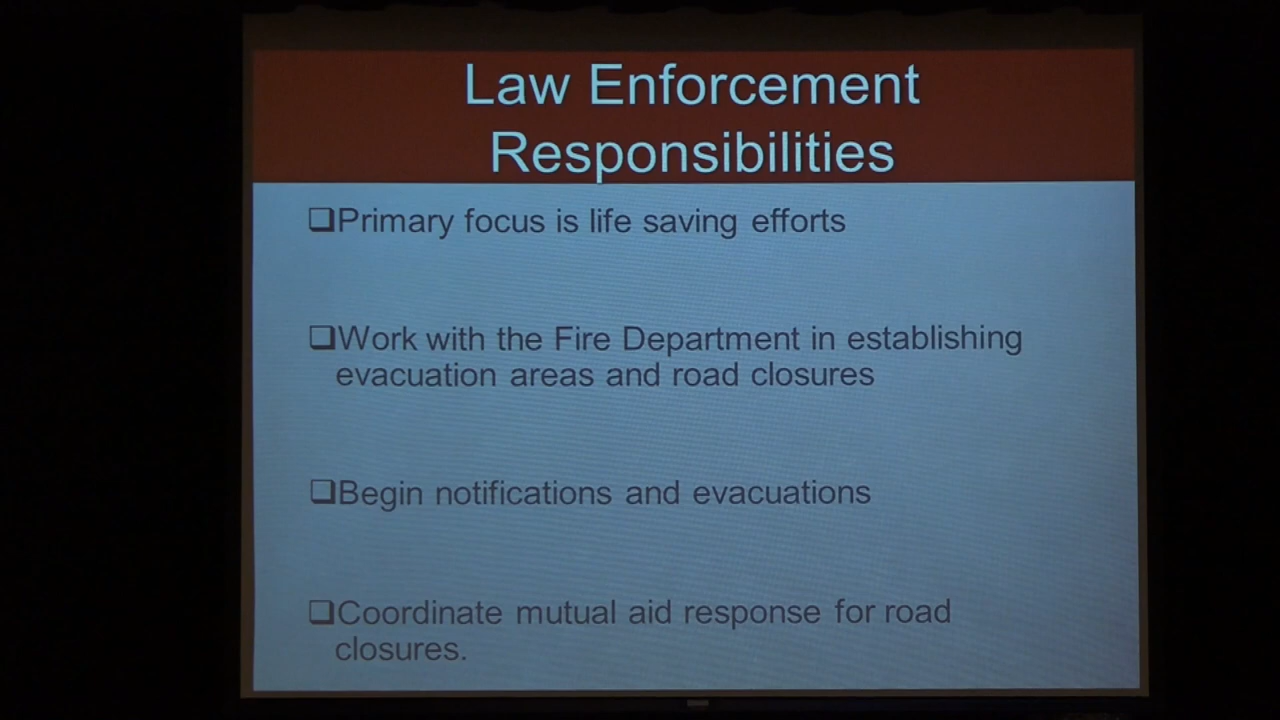 Law Enforcement
Responsibilities
❑Primary focus is life saving efforts
❑Work with the Fire Department in establishing
evacuation areas and road closures
❑Begin notifications and evacuations
❑Coordinate mutual aid response for road
closures.